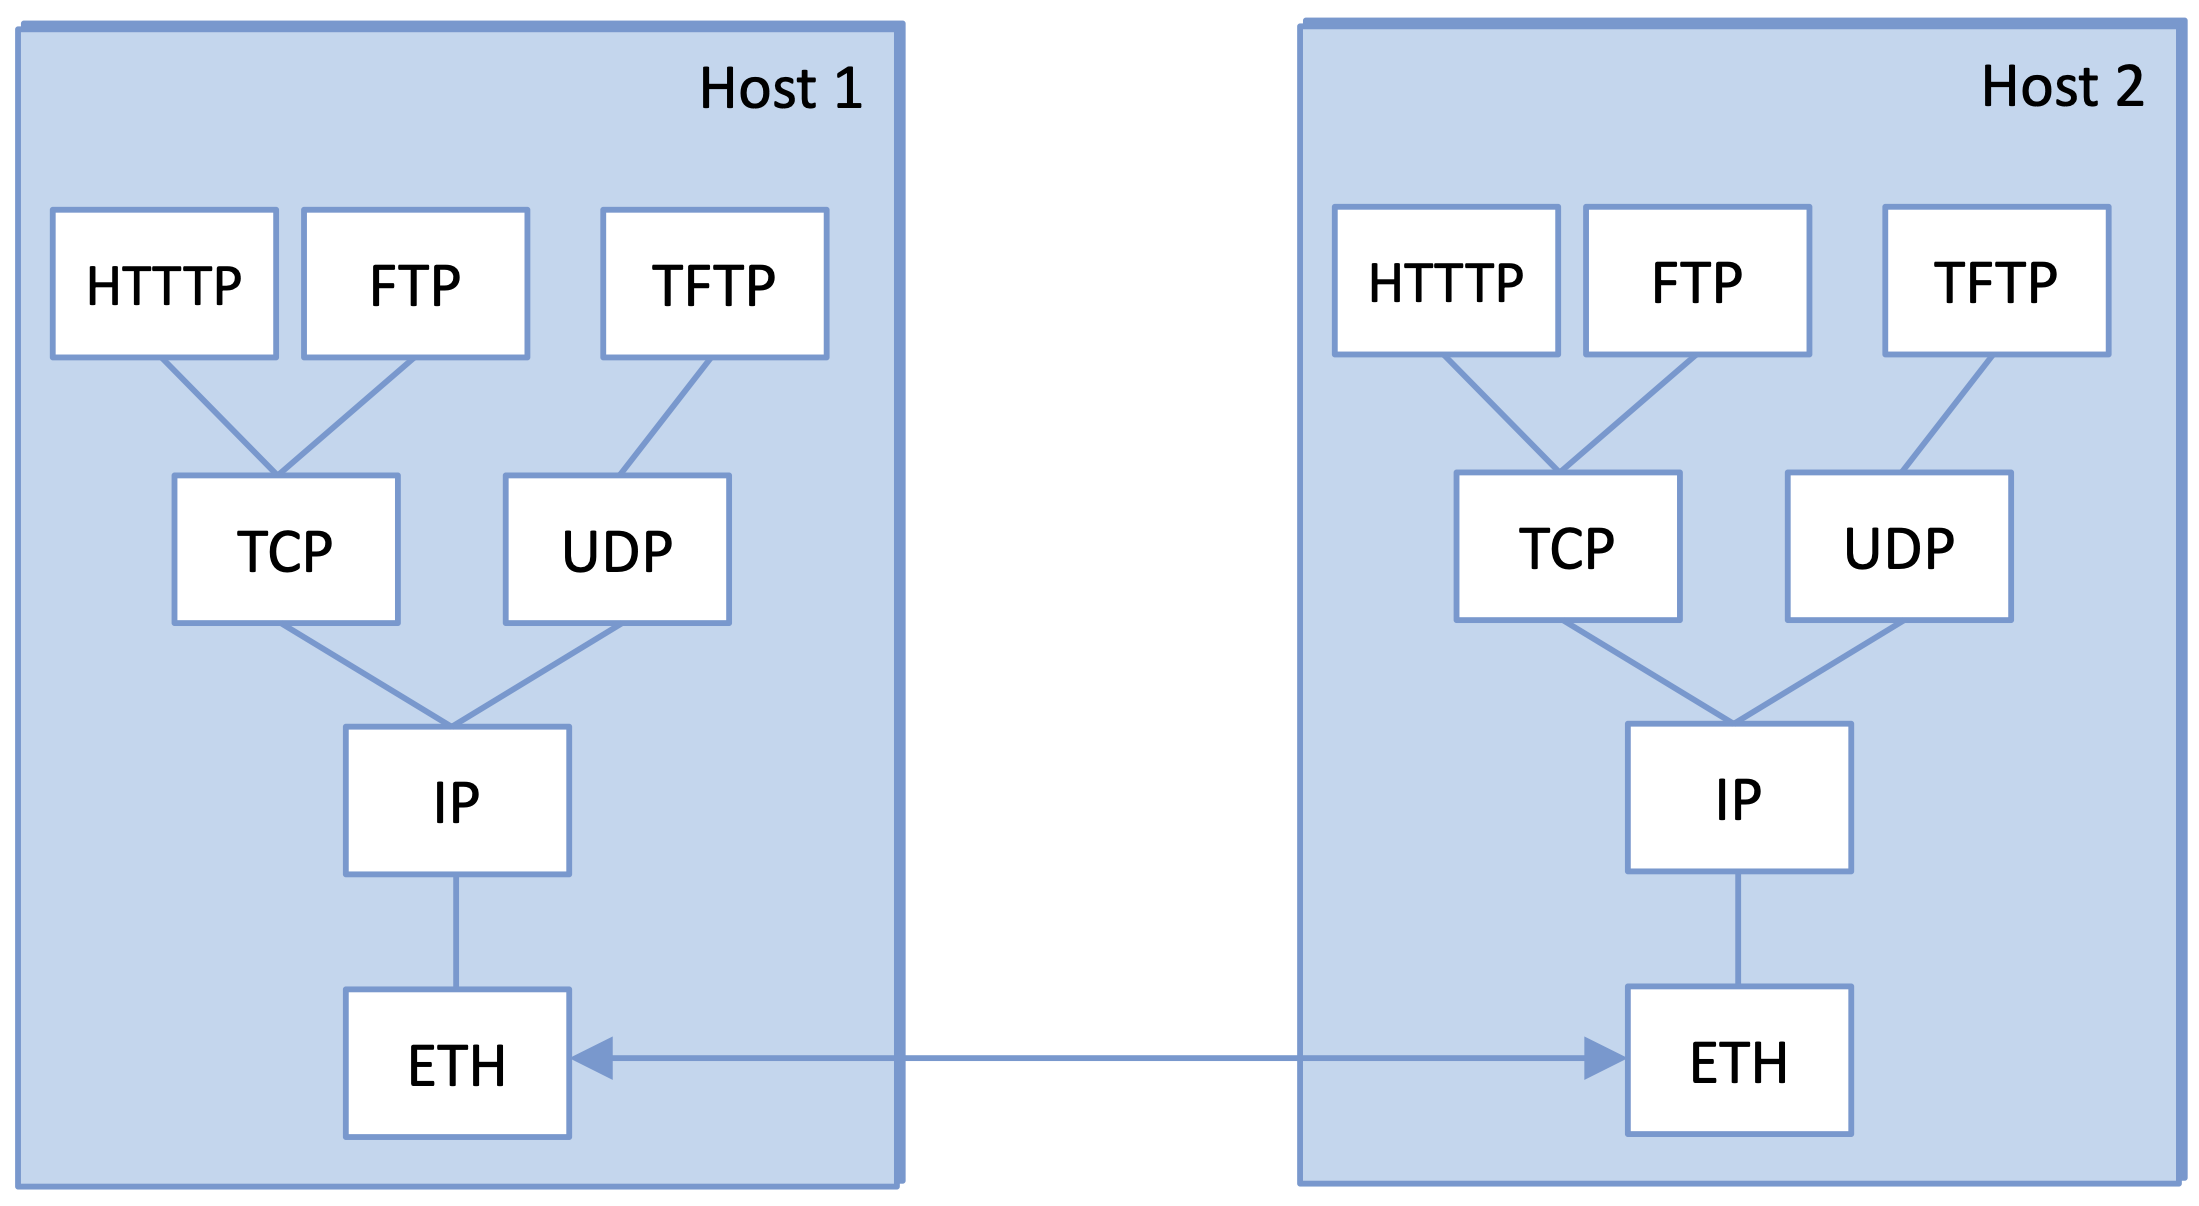 Host 1
HTTTP
FTP
TFTP
TCP
UDP
IP
ETH
Host 2
HTTTP
FTP
TFTP
TCP
UDP
IP
ETH